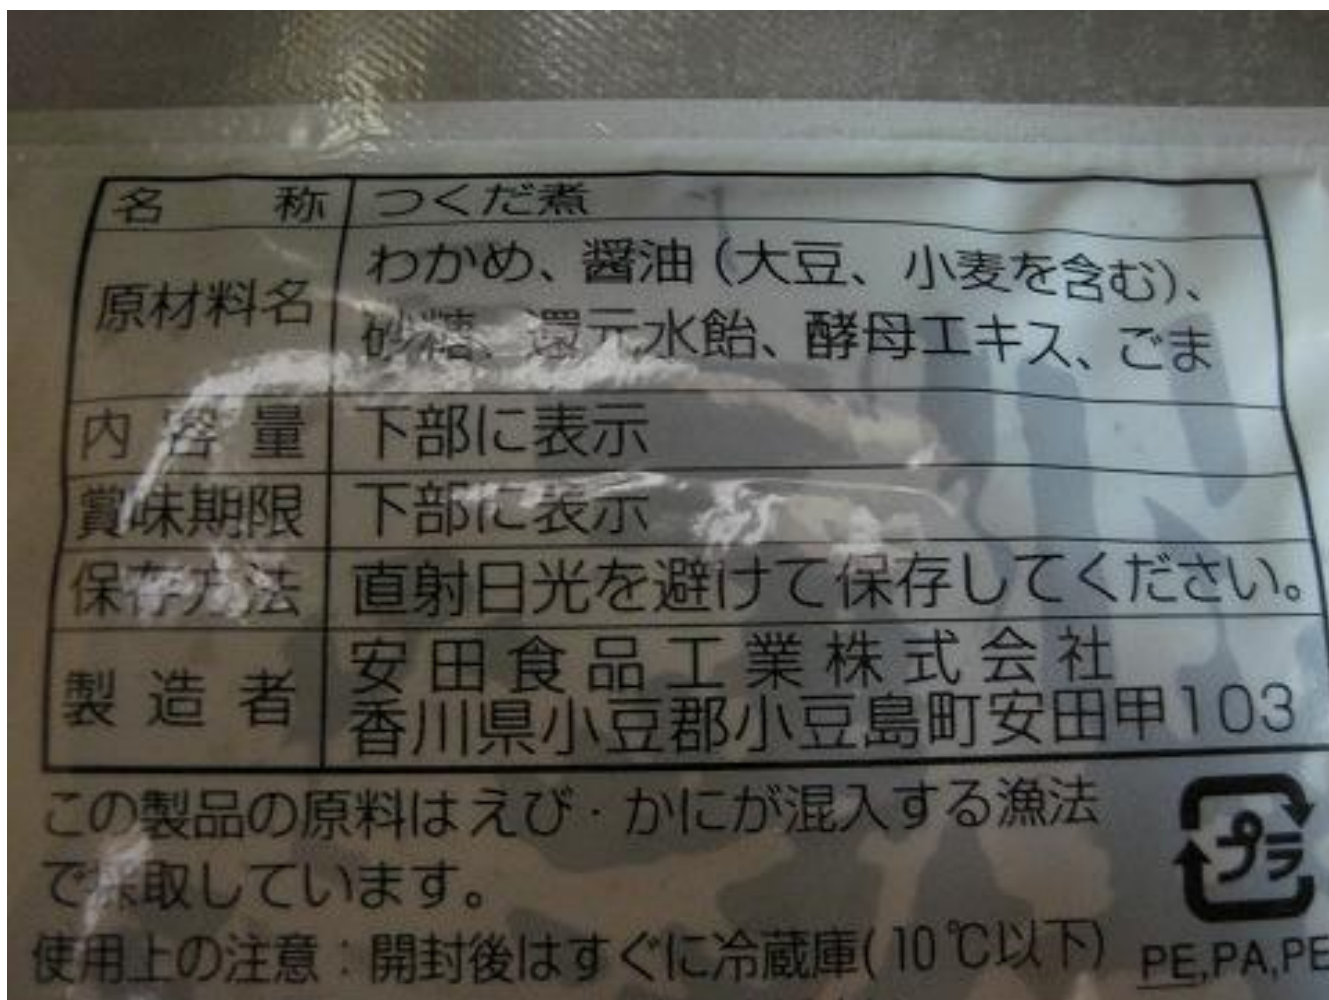 名称 つくだ煮
原材料名 わかめ、醤油（大豆、小麦を含む）、
砂糖、還元水飴、酵母エキス、ごま
内容量 下部に表示
賞味期限 下部に表示
保存方法 直射日光を避けて保存してください。
製造者 安田食品工業株式会社
香川県小豆郡小豆島町安田甲103
この製品の原料はえび・かにが混入する漁法
で採取しています。
プラ
使用上の注意：開封後はすぐに冷蔵庫(10℃以下)
PE,PA,PE